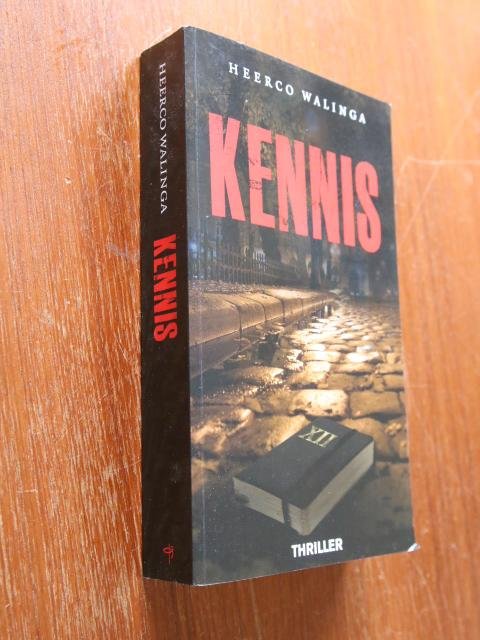 HEERCO WALINGA
KENNIS
HEERCO WALINGA
KENNIS
XII
THRILLER